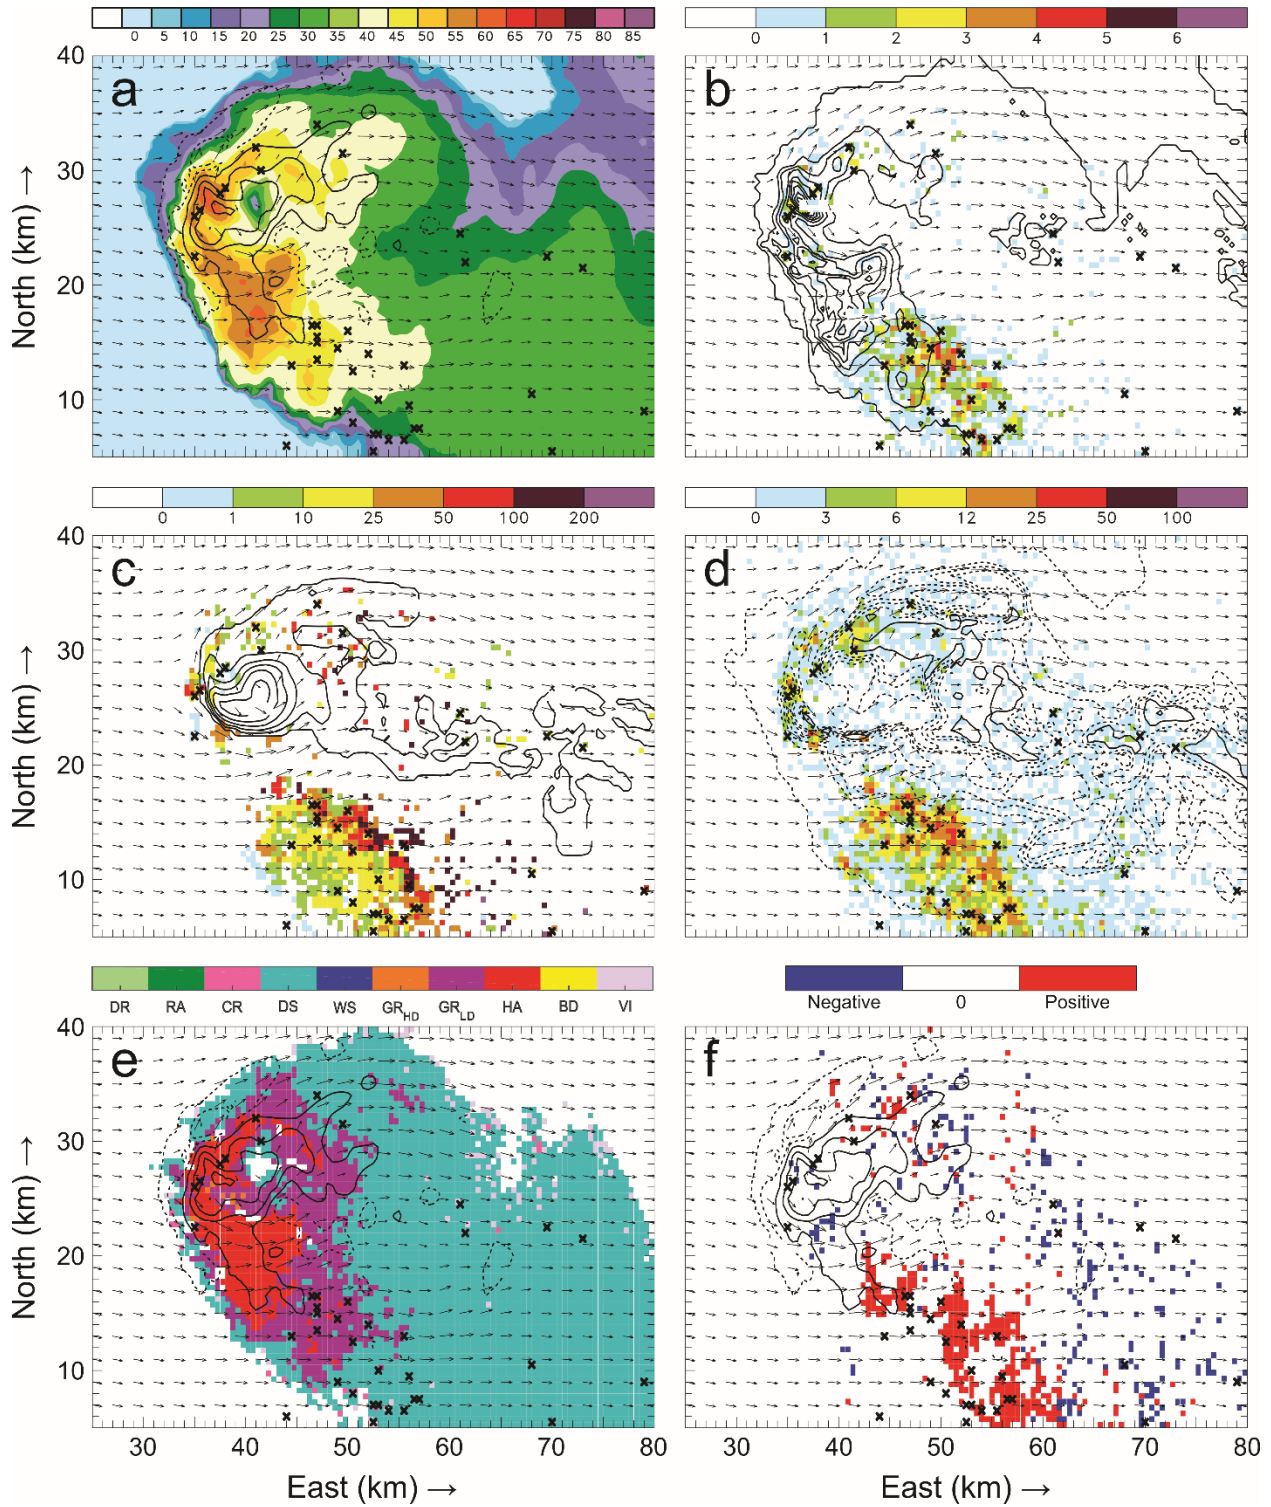 0 5 10 15 20 25 30 35 40 45 50 55 60 65 70 75 80 85
0 1 2 3 4 5 6
a
b
40
30
20
10
North (km) →
0 1 10 25 50 100 200
0 3 6 12 25 50 100
c
d
40
30
20
10
North (km) →
DR RA CR DS WS GRHD GRLD HA BD VI
Negative 0 Positive
e
f
40
30
20
10
North (km) →
30 40 50 60 70 80
30 40 50 60 70 80
East (km) →
East (km) →